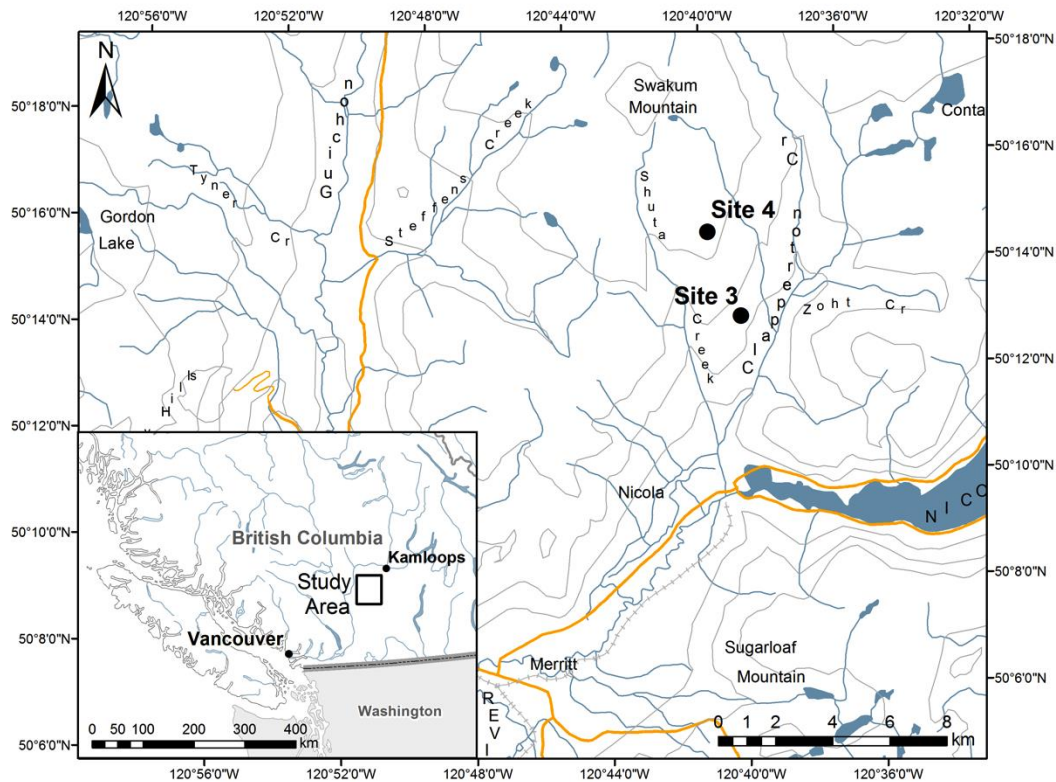 120°56'0"W 120°52'0"W 120°48'0"W 120°44'0"W 120°40'0"W 120°36'0"W 120°32'0"W
N
50°18'0"N
50°18'0"N
Swakum
Mountain
Conta
Guichon
Steffens Creek
Tyner Cr
Shuta Creek
Clapperton Cr
50°16'0"N
50°16'0"N
Gordon
Lake
Site 4
50°14'0"N
50°14'0"N
Site 3
Zoht Cr
50°12'0"N
Hills
50°12'0"N
50°10'0"N
Nicola
NICO
50°10'0"N
50°8'0"N
British Columbia
Kamloops
Study
Area
50°8'0"N
Vancouver
Washington
Merritt
Sugarloaf
Mountain
50°6'0"N
REVI
0 50 100 200 300 400
km
0 1 2 4 6 8
km
50°6'0"N
120°56'0"W 120°52'0"W 120°48'0"W 120°44'0"W 120°40'0"W 120°36'0"W